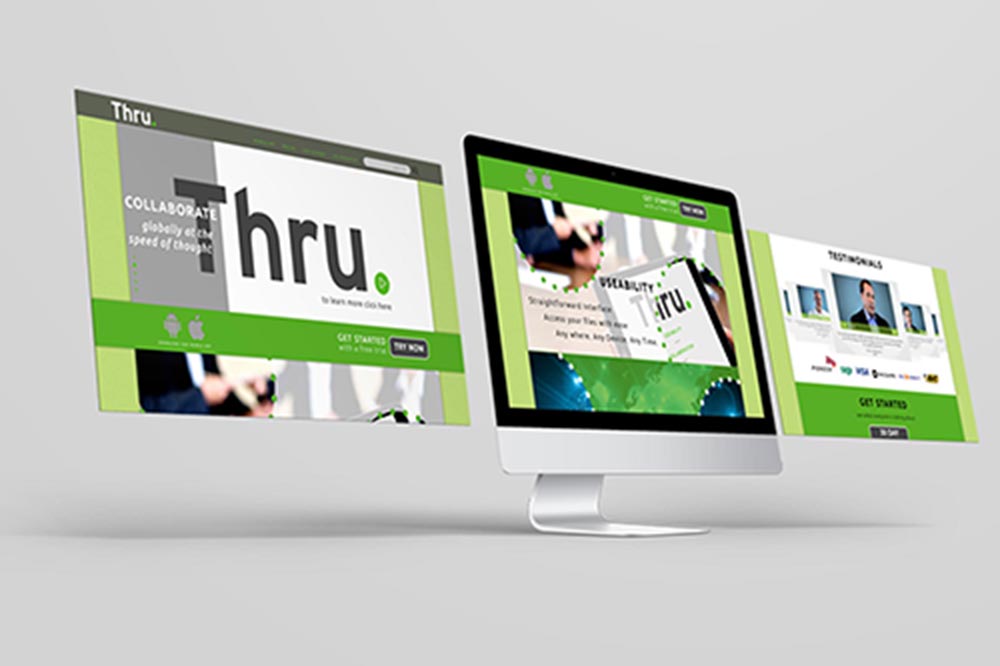 Thru.
Thru.
COLLABORATE
globally at the
speed of thought
to learn more click here
GET STARTED
with a free trial
TRY NOW
GET STARTED
with a free trial
TRY NOW
USEABILITY
Thru.
Straightforward Interface
Access your files with ease
Any where, Any Device, Any Time.
TESTIMONIALS
VISA
GET STARTED
30 DAY